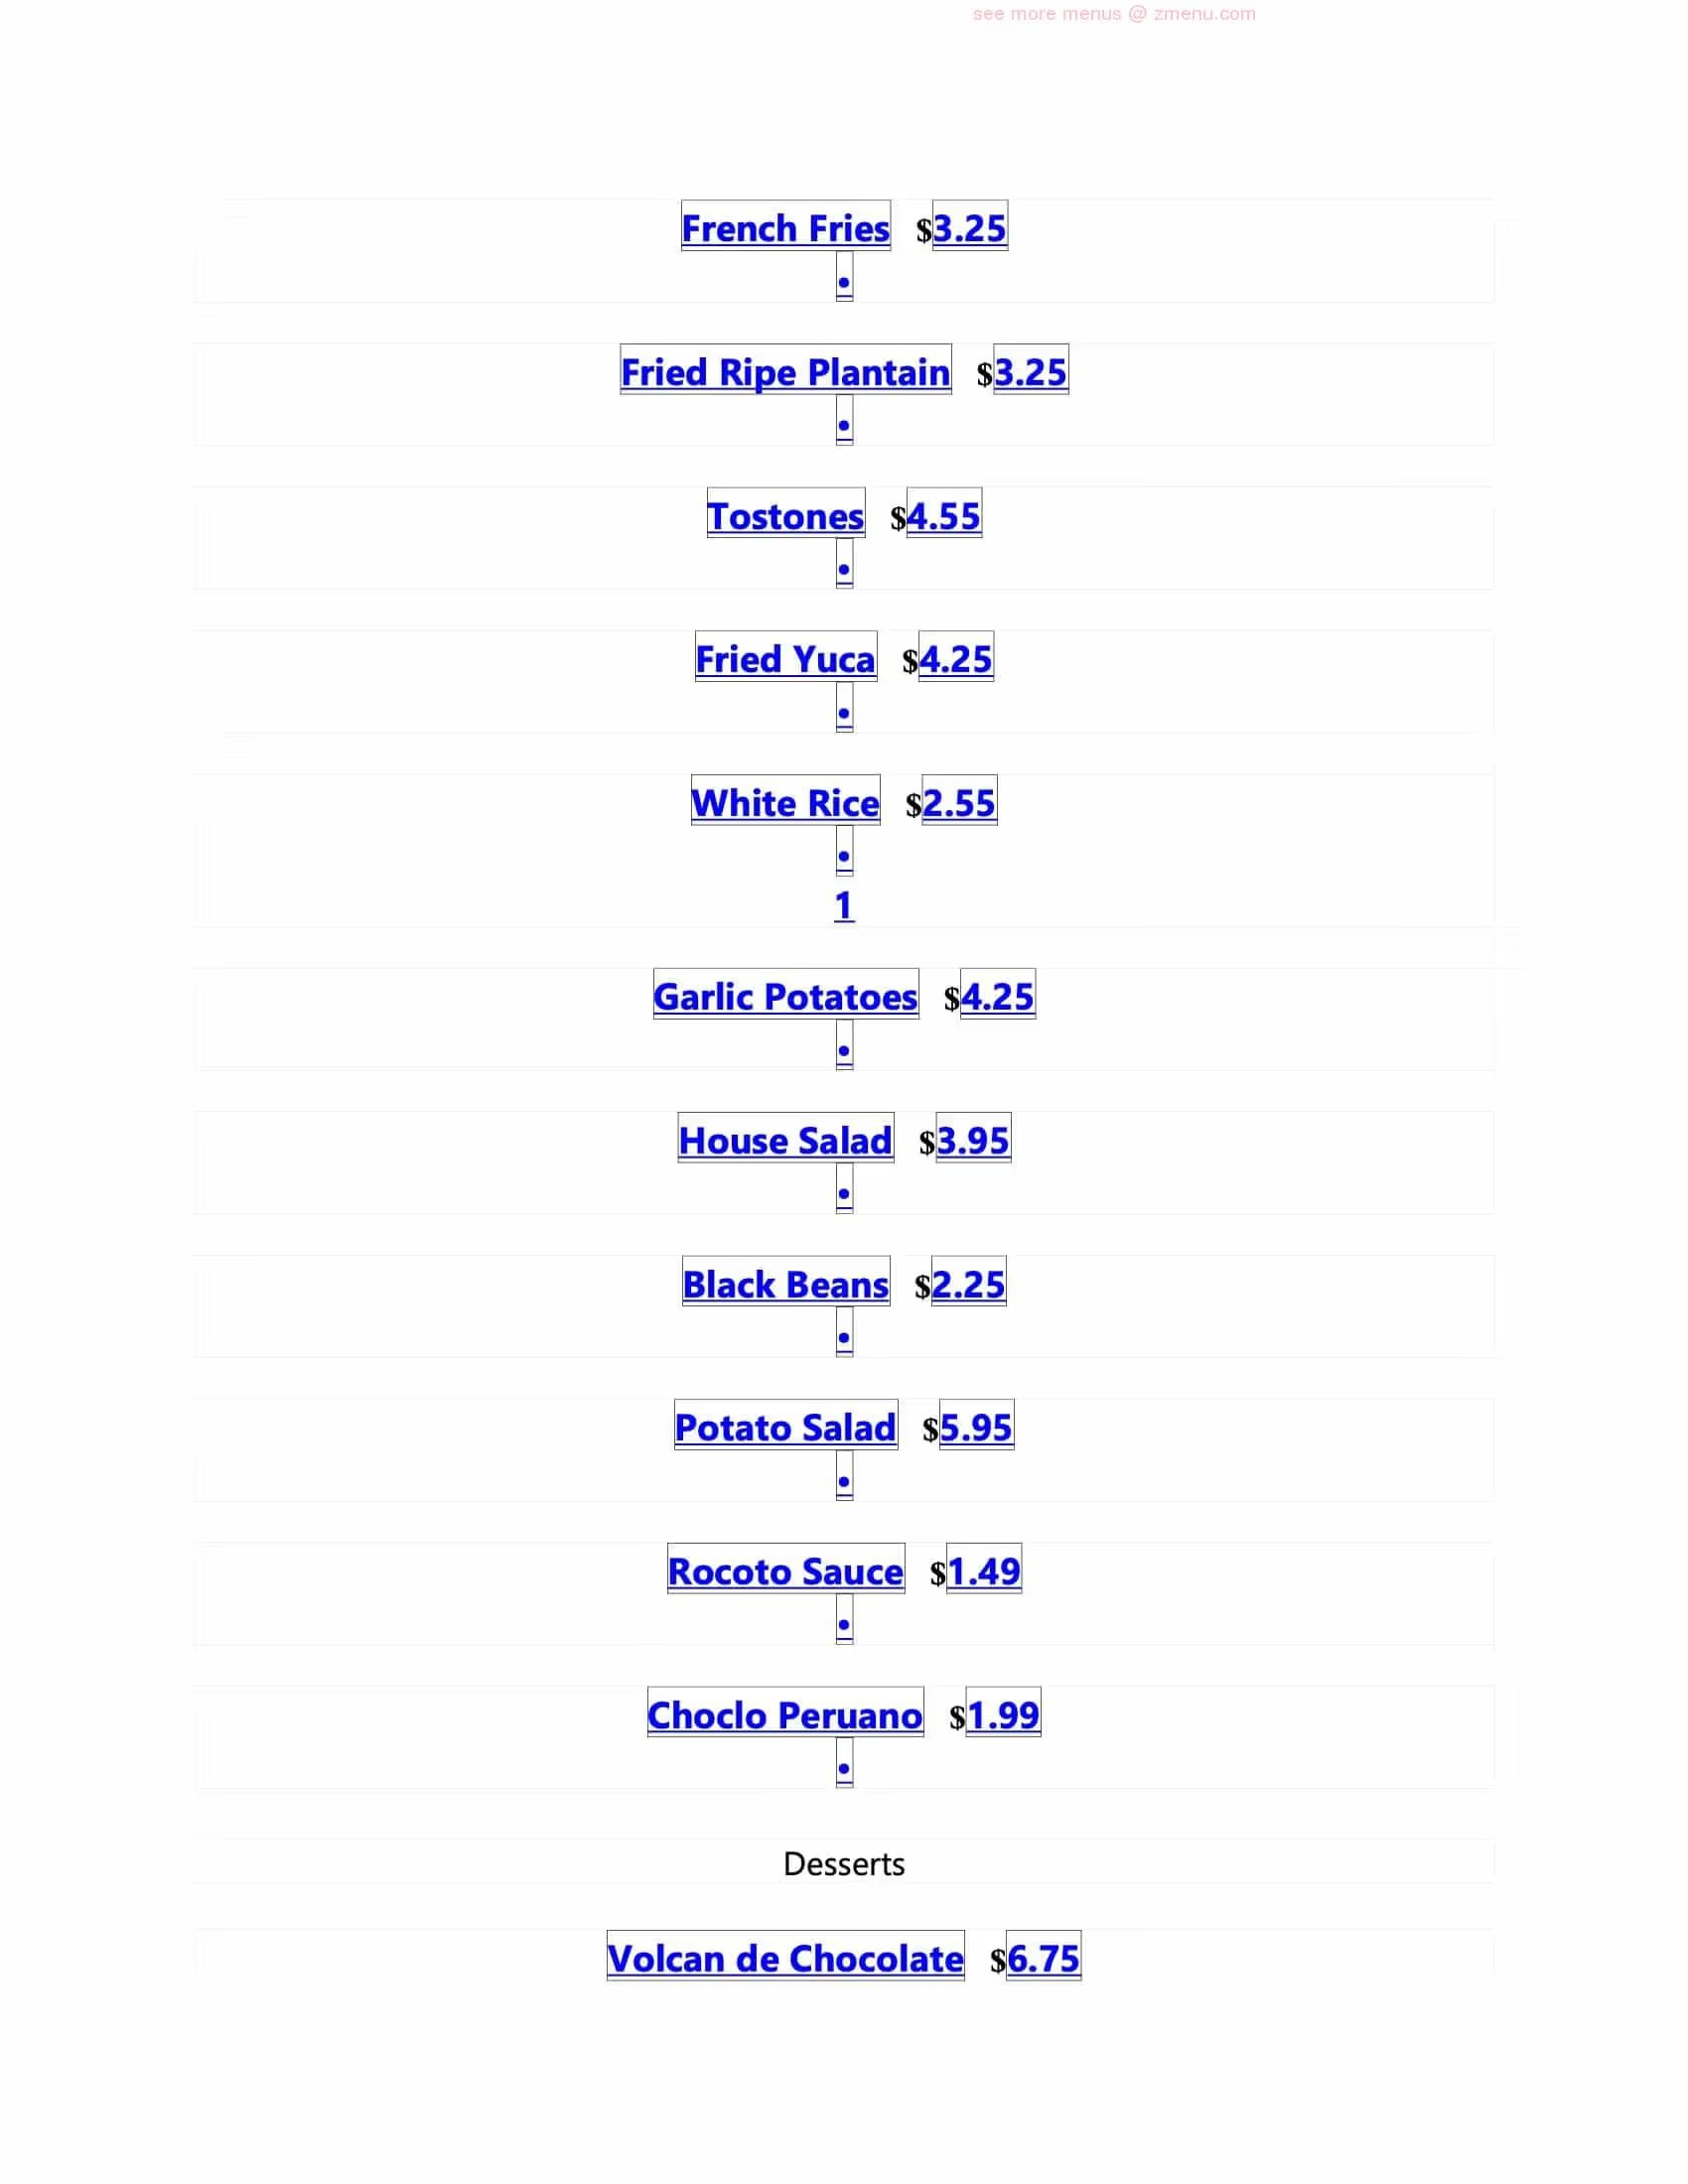 see more menus @ zmenu.com
French Fries $3.25
•
Fried Ripe Plantain $3.25
•
Tostones $4.55
•
Fried Yuca $4.25
•
White Rice $2.55
•
1
Garlic Potatoes $4.25
•
House Salad $3.95
•
Black Beans $2.25
•
Potato Salad $5.95
•
Rocoto Sauce $1.49
•
Choclo Peruano $1.99
•
Desserts
Volcan de Chocolate $6.75